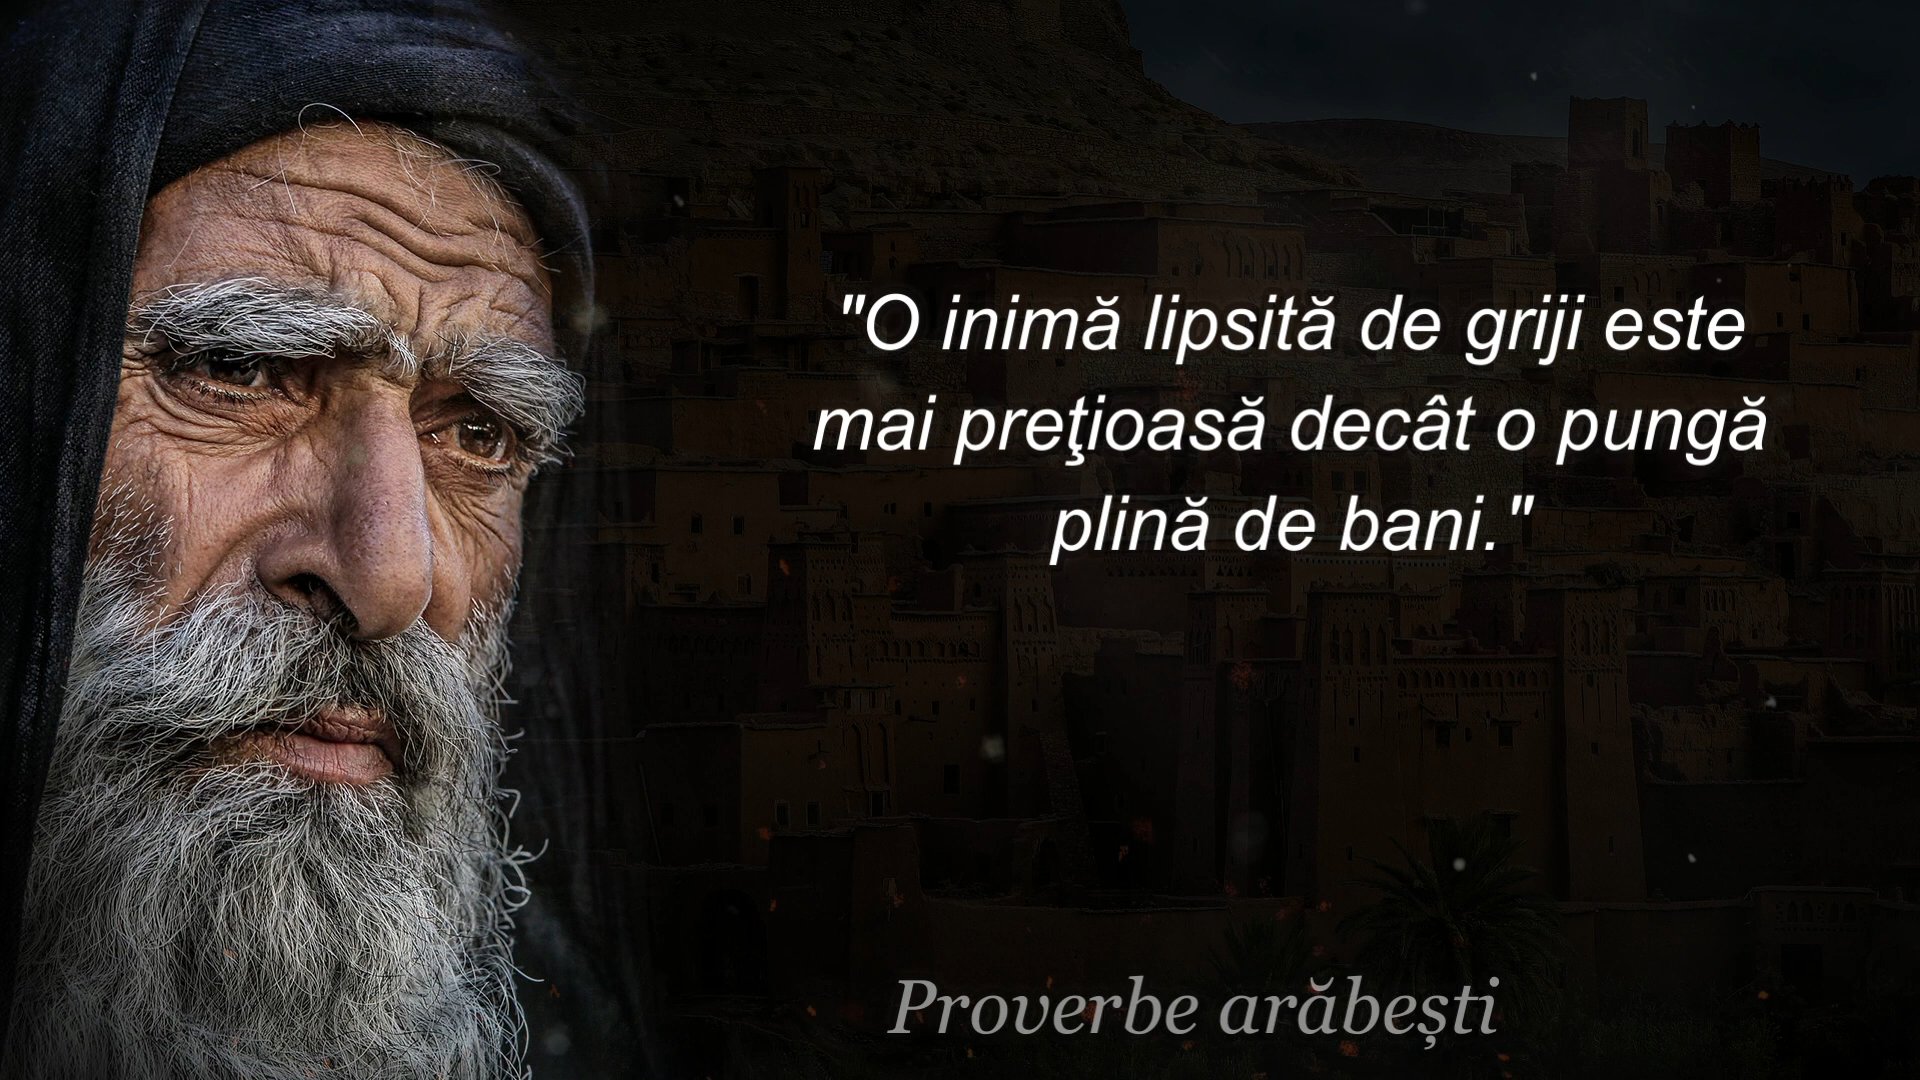 "O inimă lipsită de griji este
mai preţioasă decât o pungă
plină de bani."
Proverbe arăbești